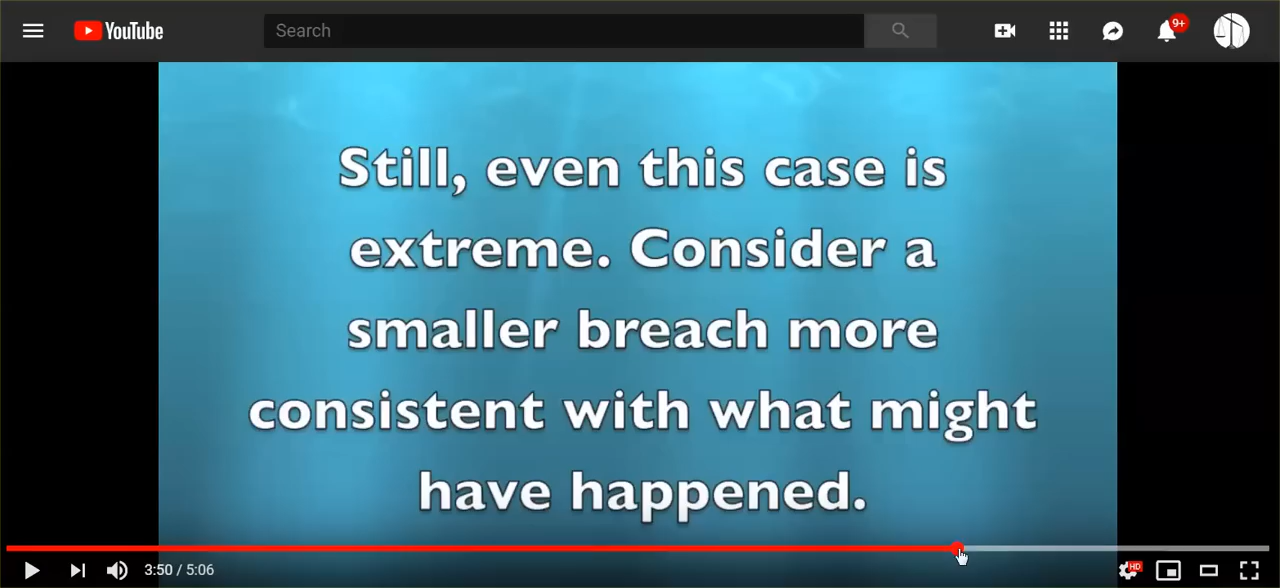 YouTube
Search
9+
Still, even this case is
extreme. Consider a
smaller breach more
consistent with what might
have happened.
3:50 / 5:06
HD